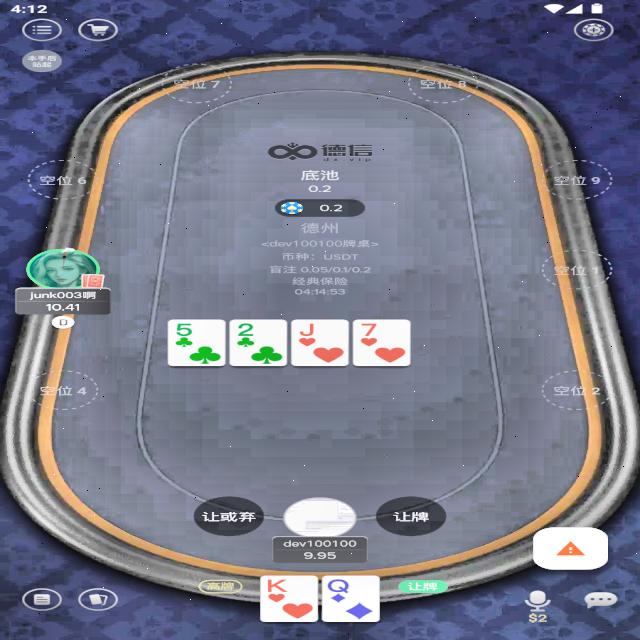 4:12
本手后
站起
空位 7
空位 8
德信
dx.vip
底池
0.2
0.2
空位 6
空位 9
德州
<dev100100牌桌>
币种：USDT
盲注 0.05/0.1/0.2
经典保险
04:14:53
空位 1
junk003啊
10.41
D
5
2
J
7
空位 4
空位 2
让或弃
让牌
dev100100
9.95
高牌
K
Q
让牌
$2